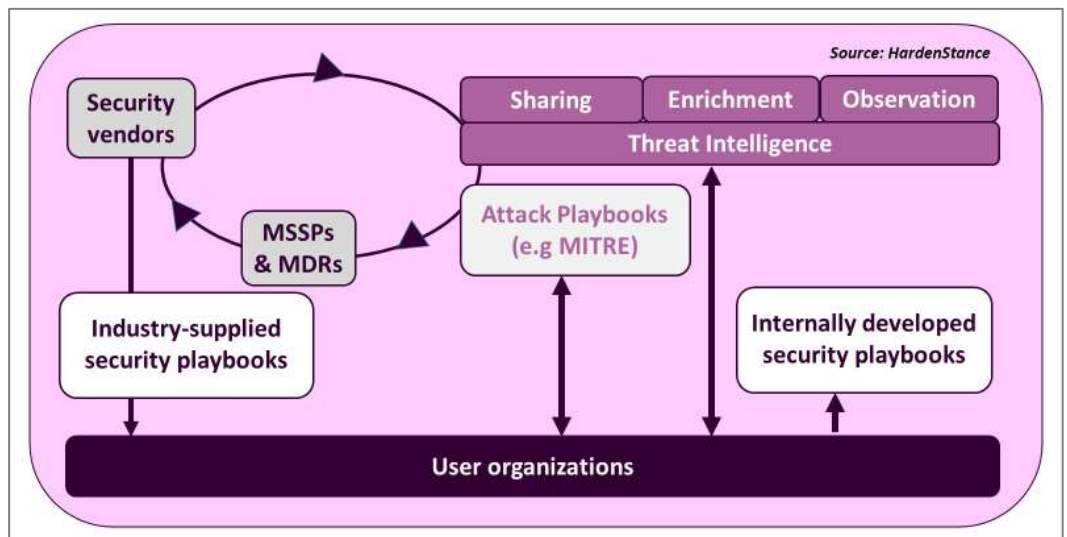 Source: HardenStance
Security
vendors
Sharing
Enrichment
Observation
Threat Intelligence
Attack Playbooks
(e.g MITRE)
MSSPs
& MDRs
Industry-supplied
security playbooks
Internally developed
security playbooks
User organizations